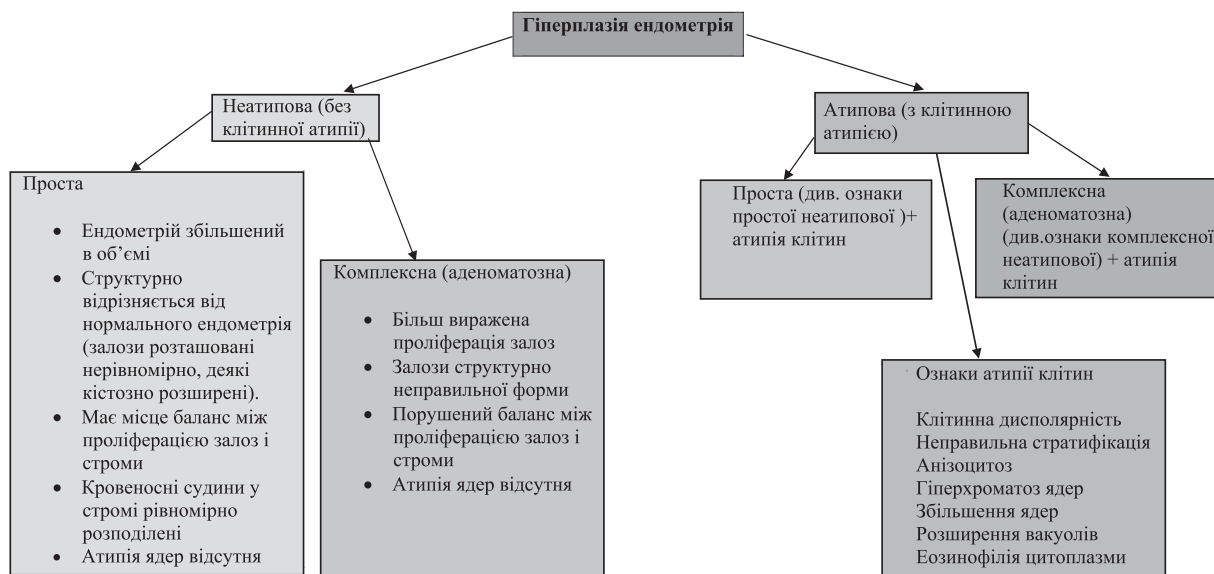 Гіперплазія ендометрія
Неатипова (без
клітинної атипії)
Атипова (з клітинною
атипією)
Проста
• Ендометрій збільшений
в об’ємі
• Структурно
відрізняється від
нормального ендометрія
(залози розташовані
нерівномірно, деякі
кістозно розширені).
• Має місце баланс між
проліферацією залоз і
строми
• Кровеносні судини у
стромі рівномірно
розподілені
• Атипія ядер відсутня
Комплексна (аденоматозна)
• Більш виражена
проліферація залоз
• Залози структурно
неправильної форми
• Порушений баланс між
проліферацією залоз і
строми
• Атипія ядер відсутня
Проста (див. ознаки
простої неатипової )+
атипія клітин
Комплексна
(аденоматозна)
(див.ознаки комплексної
неатипової) + атипія
клітин
Ознаки атипії клітин
Клітинна дисполярність
Неправильна стратифікація
Анізоцитоз
Гіперхроматоз ядер
Збільшення ядер
Розширення вакуолів
Еозинофілія цитоплазми